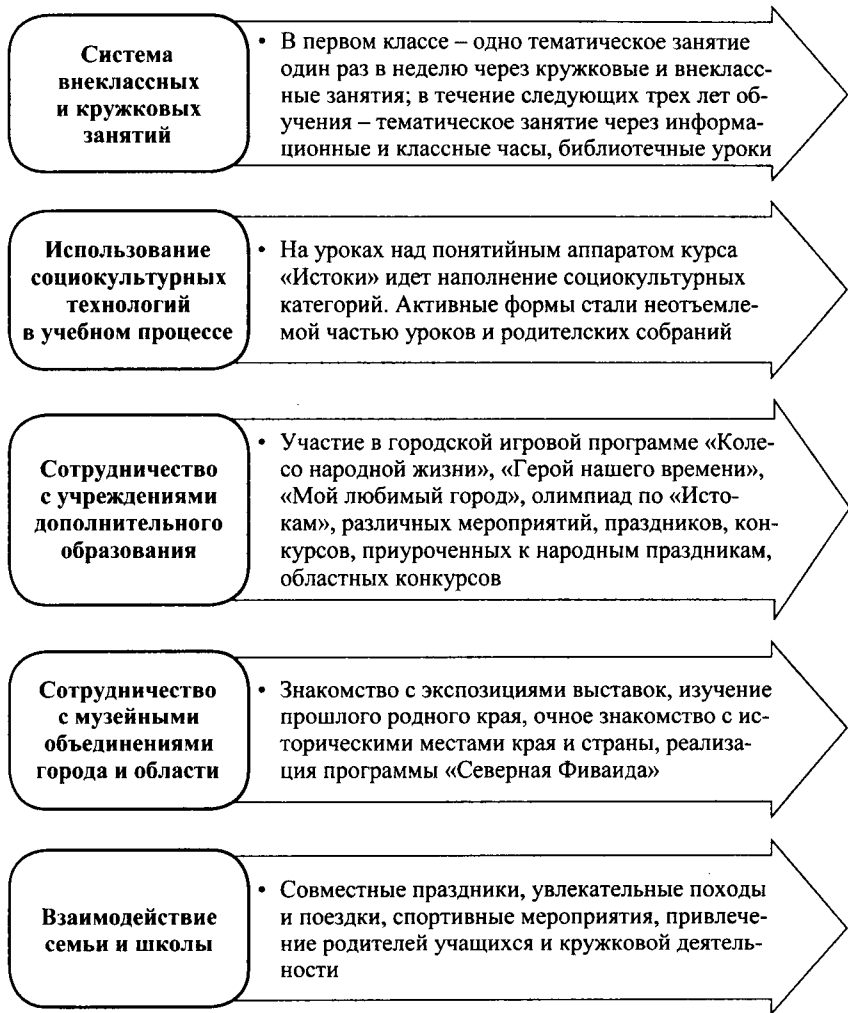 Система
внеклассных
и кружковых
занятий
• В первом классе – одно тематическое занятие
один раз в неделю через кружковые и внекласс-
ные занятия; в течение следующих трех лет об-
учения – тематическое занятие через информа-
ционные и классные часы, библиотечные уроки
Использование
социокультурных
технологий
в учебном процессе
• На уроках над понятийным аппаратом курса
«Истоки» идет наполнение социокультурных
категорий. Активные формы стали неотъемле-
мой частью уроков и родителских собраний
Сотрудничество
с учреждениями
дополнительного
образования
• Участие в городской игровой программе «Коле-
со народной жизни», «Герой нашего времени»,
«Мой любимый город», олимпиад по «Исто-
кам», различных мероприятий, праздников, кон-
курсов, приуроченных к народным праздникам,
областных конкурсов
Сотрудничество
с музейными
объединениями
города и области
• Знакомство с экспозициями выставок, изучение
прошлого родного края, очное знакомство с ис-
торическими местами края и страны, реализа-
ция программы «Северная Фиваида»
Взаимодействие
семьи и школы
• Совместные праздники, увлекательные походы
и поездки, спортивные мероприятия, привлече-
ние родителей учащихся и кружковой деятель-
ности